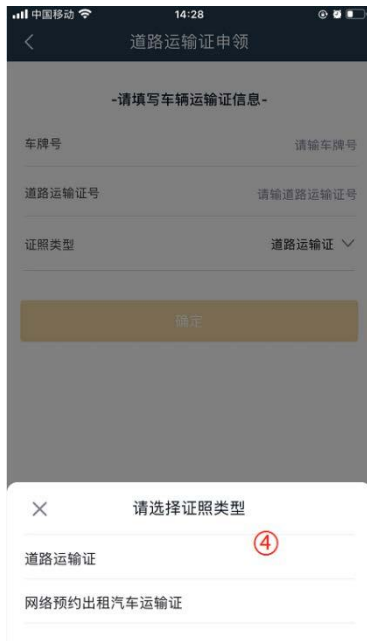 中国移动 14:28
道路运输证申领
-请填写车辆运输证信息-
车牌号 请输车牌号
道路运输证号 请输道路运输证号
证照类型 道路运输证
确定
请选择证照类型
④
道路运输证
网络预约出租汽车运输证